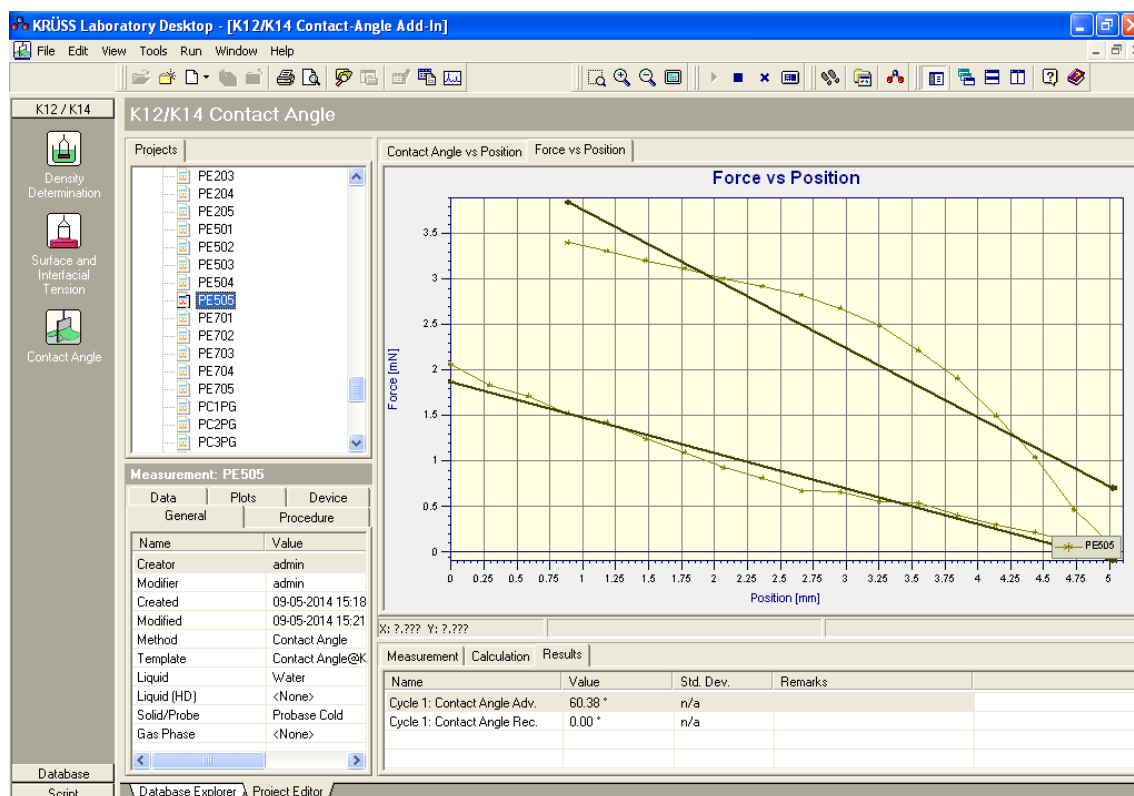 KRÜSS Laboratory Desktop - [K12/K14 Contact-Angle Add-In]
File Edit View Tools Run Window Help
K12 / K14
Density
Determination
Surface and
Interfacial
Tension
Contact Angle
Database
Script
K12/K14 Contact Angle
Projects
PE203
PE204
PE205
PE501
PE502
PE503
PE504
PE505
PE701
PE702
PE703
PE704
PE705
PC1PG
PC2PG
PC3PG
Measurement: PE505
Data Plots Device
General Procedure
Name Value
Creator admin
Modifier admin
Created 09-05-2014 15:18
Modified 09-05-2014 15:21
Method Contact Angle
Template Contact Angle@K
Liquid Water
Liquid (HD) <None>
Solid/Probe Probase Cold
Gas Phase <None>
Database Explorer Project Editor
Contact Angle vs Position Force vs Position
Force vs Position
Force [mN]
3.5
3
2.5
2
1.5
1
0.5
0
PE505
0 0.25 0.5 0.75 1 1.25 1.5 1.75 2 2.25 2.5 2.75 3 3.25 3.5 3.75 4 4.25 4.5 4.75 5
Position [mm]
X: ?.??? Y: ?.???
Measurement Calculation Results
Name Value Std. Dev. Remarks
Cycle 1: Contact Angle Adv. 60.38 ° n/a
Cycle 1: Contact Angle Rec. 0.00 ° n/a